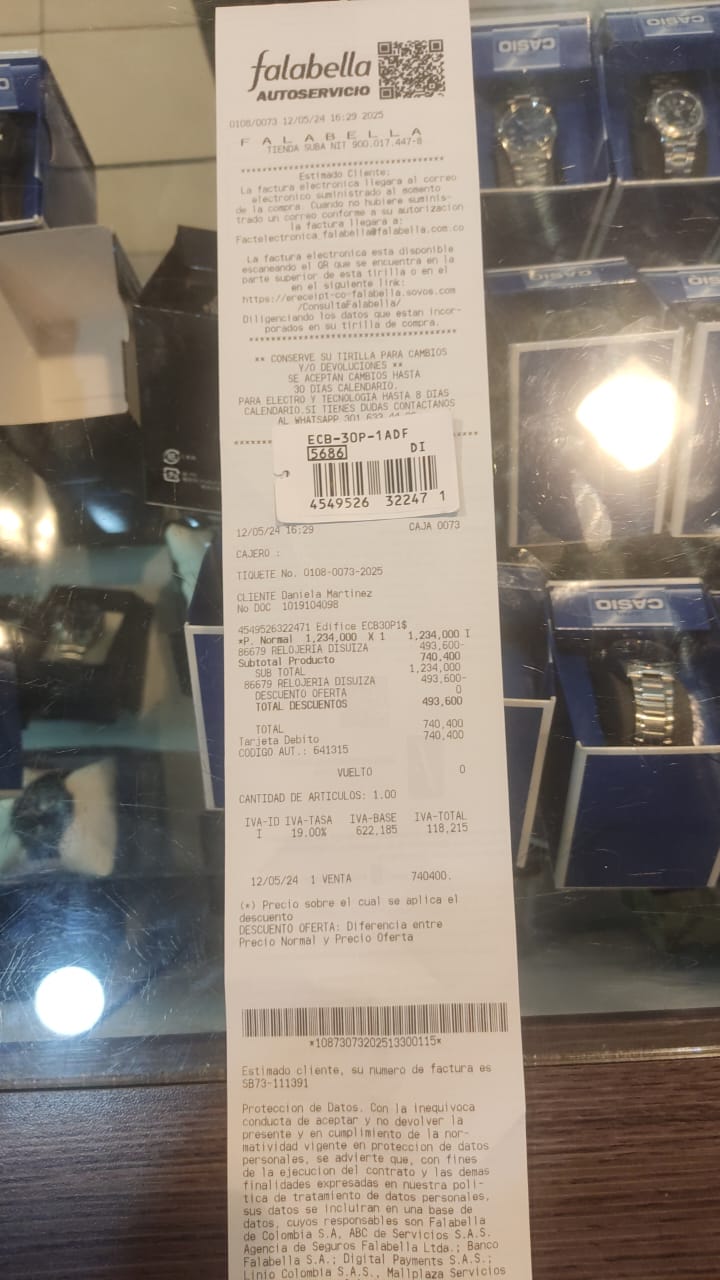 falabella
AUTOSERVICIO
0108/0073 12/05/24 16:29 2025
F A L A B E L L A
TIENDA SUBA NIT 900.017.447-8
****************************************
Estimado Cliente:
La factura electronica llegara al correo
electronico suministrado al momento
de la compra. Cuando no hubiere suminis-
trado un correo conforme a su autorizacion
la factura llegara a:
Factelectronica.falabella@falabella.com.co
La factura electronica esta disponible
escaneando el QR que se encuentra en la
parte superior de esta tirilla o en el
en el siguiente link:
https://ereceipt-co-falabella.sovos.com
/ConsultaFalabella/
Diligenciando los datos que estan incor-
porados en su tirilla de compra.
****************************************
** CONSERVE SU TIRILLA PARA CAMBIOS
Y/O DEVOLUCIONES **
SE ACEPTAN CAMBIOS HASTA
30 DIAS CALENDARIO.
PARA ELECTRO Y TECNOLOGIA HASTA 8 DIAS
CALENDARIO.SI TIENES DUDAS CONTACTANOS
AL WHATSAPP 301 633
ECB-30P-1ADF
5686 DI
4549526 32247 1
12/05/24 16:29 CAJA 0073
CAJERO :
TIQUETE No. 0108-0073-2025
CLIENTE Daniela Martinez
No DOC 1019104098
4549526322471 Edifice ECB30P1$
*P. Normal 1,234,000 X 1 1,234,000 I
86679 RELOJERIA DISUIZA 493,600-
Subtotal Producto 740,400
SUB TOTAL 1,234,000
86679 RELOJERIA DISUIZA 493,600-
DESCUENTO OFERTA 0
TOTAL DESCUENTOS 493,600
TOTAL 740,400
Tarjeta Debito 740,400
CODIGO AUT.: 641315
VUELTO 0
CANTIDAD DE ARTICULOS: 1.00
IVA-ID IVA-TASA IVA-BASE IVA-TOTAL
I 19.00% 622,185 118,215
12/05/24 1 VENTA 740400.
(*) Precio sobre el cual se aplica el
descuento
DESCUENTO OFERTA: Diferencia entre
Precio Normal y Precio Oferta
*10873073202513300115*
Estimado cliente, su numero de factura es
SB73-111391
Proteccion de Datos. Con la inequivoca
conducta de aceptar y no devolver la
presente y en cumplimiento de la nor-
matividad vigente en proteccion de datos
personales, se advierte que, con fines
de la ejecucion del contrato y las demas
finalidades expresadas en nuestra poli-
tica de tratamiento de datos personales,
sus datos se incluiran en una base de
datos, cuyos responsables son Falabella
de Colombia S.A, ABC de Servicios S.A.S.
Agencia de Seguros Falabella Ltda.; Banco
Falabella S.A.; Digital Payments S.A.S.;
Linio Colombia S.A.S., Mallplaza Servicios
CASIO
CASIO
CASIO